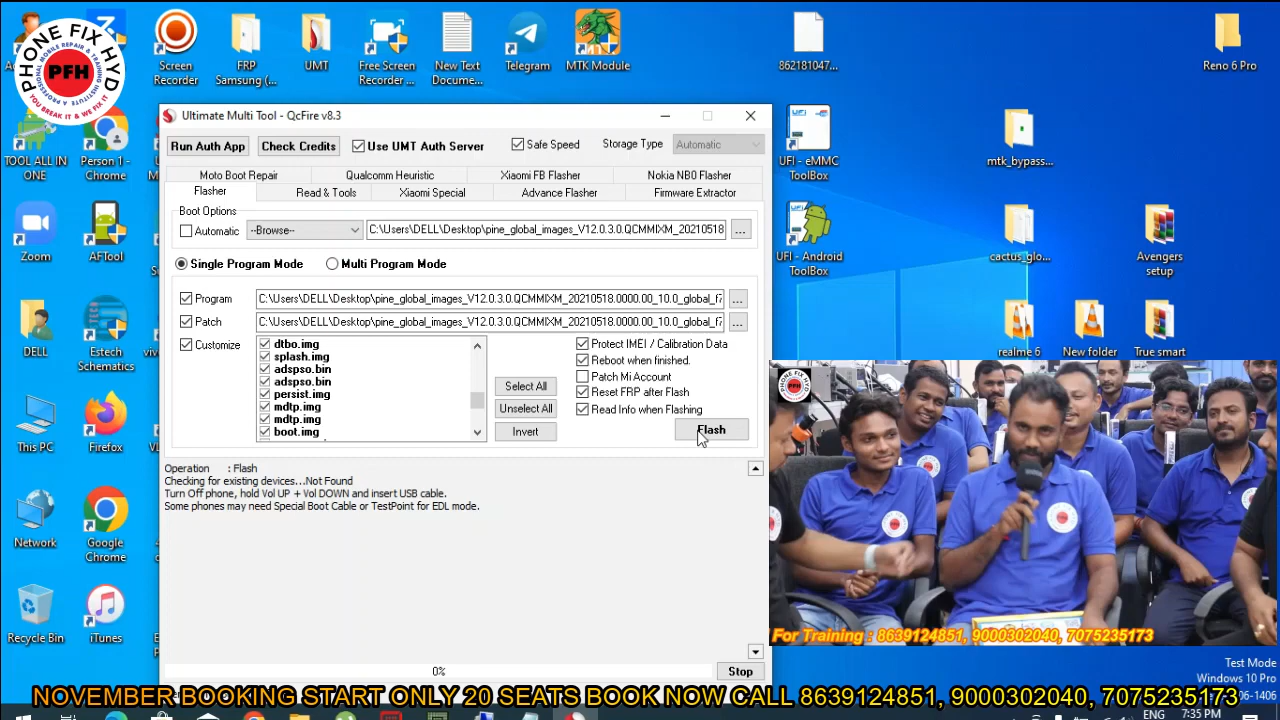 PHONE FIX HYD
A PROFESSIONAL MOBILE REPAIR & TRAINING INSTITUTE
PFH
YOU BREAK IT & WE FIX IT
Screen Recorder
FRP Samsung (...
UMT
Free Screen Recorder ...
New Text Docume...
Telegram
MTK Module
862181047...
Reno 6 Pro
Ultimate Multi Tool - QcFire v8.3
Run Auth App
Check Credits
Use UMT Auth Server
Safe Speed
Storage Type
Automatic
Moto Boot Repair
Qualcomm Heuristic
Xiaomi FB Flasher
Nokia NB0 Flasher
Flasher
Read & Tools
Xiaomi Special
Advance Flasher
Firmware Extractor
Boot Options
Automatic
--Browse--
C:\Users\DELL\Desktop\pine_global_images_V12.0.3.0.QCMMIXM_20210518
...
Single Program Mode
Multi Program Mode
Program
C:\Users\DELL\Desktop\pine_global_images_V12.0.3.0.QCMMIXM_20210518.0000.00_10.0_global_f7
...
Patch
C:\Users\DELL\Desktop\pine_global_images_V12.0.3.0.QCMMIXM_20210518.0000.00_10.0_global_f7
...
Customize
dtbo.img
splash.img
adspso.bin
adspso.bin
persist.img
mdtp.img
mdtp.img
boot.img
Select All
Unselect All
Invert
Protect IMEI / Calibration Data
Reboot when finished.
Patch Mi Account
Reset FRP after Flash
Read Info when Flashing
Flash
Operation : Flash
Checking for existing devices...Not Found
Turn Off phone, hold Vol UP + Vol DOWN and insert USB cable.
Some phones may need Special Boot Cable or TestPoint for EDL mode.
0%
Stop
TOOL ALL IN ONE
Person 1 - Chrome
UFI - eMMC ToolBox
mtk_bypass...
Zoom
AFTool
UFI - Android ToolBox
cactus_glo...
Avengers setup
DELL
Estech Schematics
realme 6
New folder
True smart
This PC
Firefox
Network
Google Chrome
Recycle Bin
iTunes
PFH
For Training : 8639124851, 9000302040, 7075235173
Test Mode
Windows 10 Pro
06-1406
NOVEMBER BOOKING START ONLY 20 SEATS BOOK NOW CALL 8639124851, 9000302040, 7075235173
ENG
7:35 PM